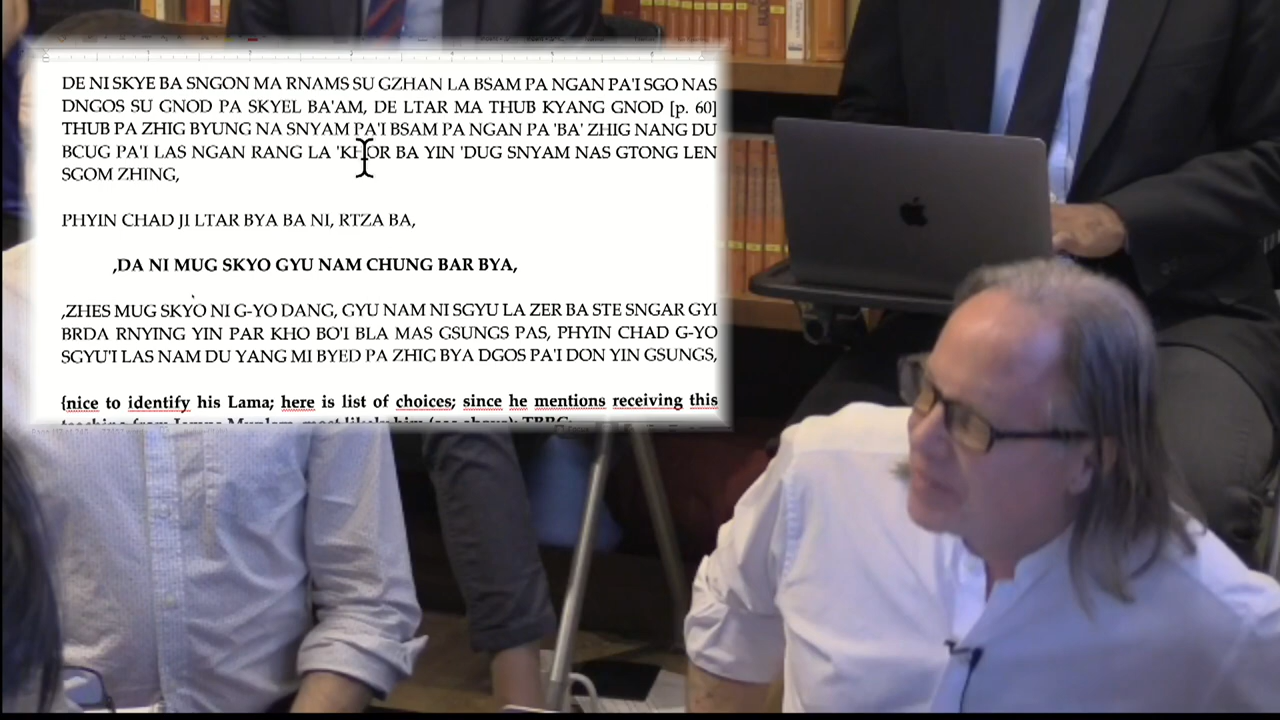 DE NI SKYE BA SNGON MA RNAMS SU GZHAN LA BSAM PA NGAN PA'I SGO NAS
DNGOS SU GNOD PA SKYEL BA'AM, DE LTAR MA THUB KYANG GNOD [p. 60]
THUB PA ZHIG BYUNG NA SNYAM PA'I BSAM PA NGAN PA 'BA' ZHIG NANG DU
BCUG PA'I LAS NGAN RANG LA 'KHOR BA YIN 'DUG SNYAM NAS GTONG LEN
SGOM ZHING,
PHYIN CHAD JI LTAR BYA BA NI, RTZA BA,
,DA NI MUG SKYO GYU NAM CHUNG BAR BYA,
,ZHES MUG SKYO NI G-YO DANG, GYU NAM NI SGYU LA ZER BA STE SNGAR GYI
BRDA RNYING YIN PAR KHO BO'I BLA MAS GSUNGS PAS, PHYIN CHAD G-YO
SGYU'I LAS NAM DU YANG MI BYED PA ZHIG BYA DGOS PA'I DON YIN GSUNGS,
{nice to identify his Lama; here is list of choices; since he mentions receiving this